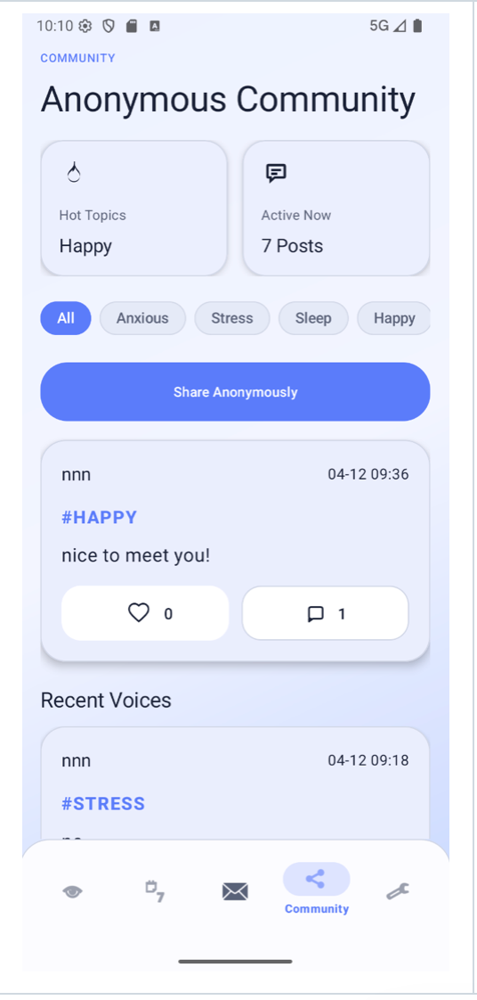 10:10
5G
COMMUNITY
Anonymous Community
Hot Topics
Happy
Active Now
7 Posts
All
Anxious
Stress
Sleep
Happy
Share Anonymously
nnn
04-12 09:36
#HAPPY
nice to meet you!
0
1
Recent Voices
nnn
04-12 09:18
#STRESS
7
Community